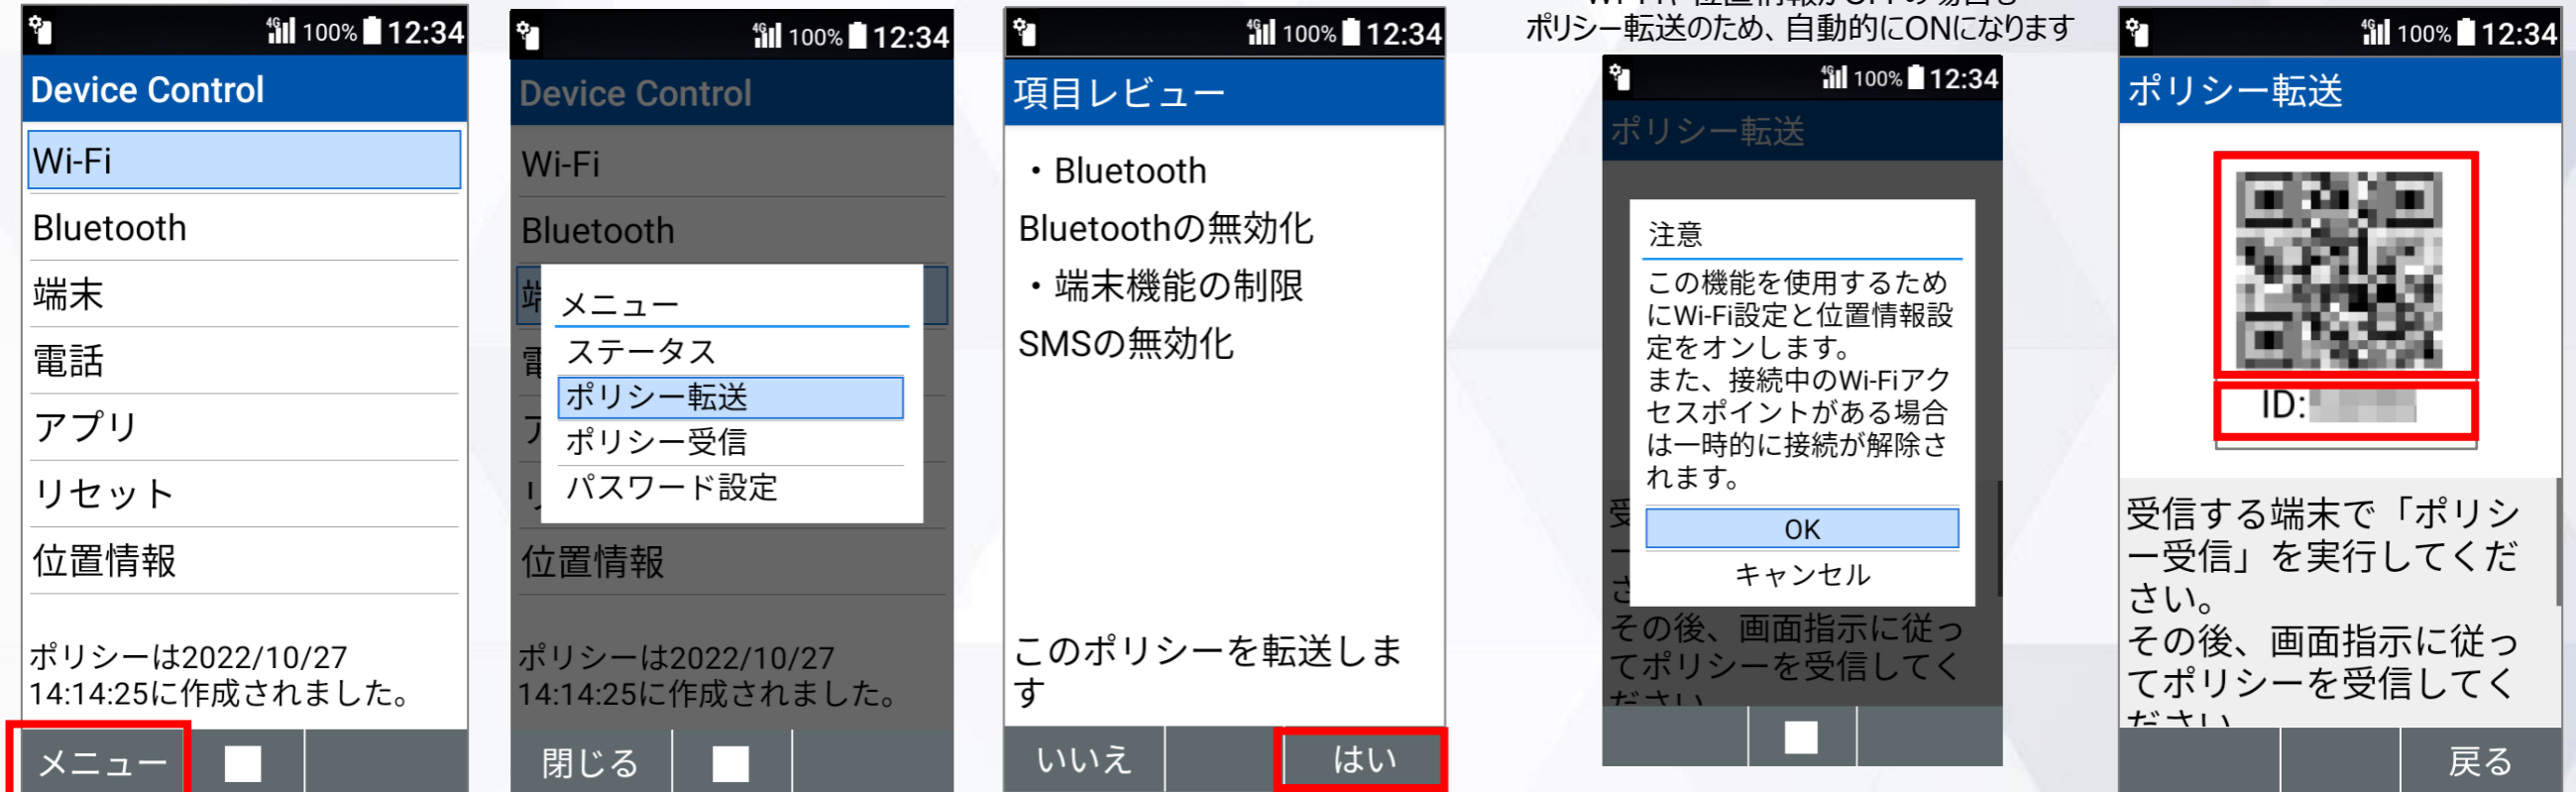 4G 100% 12:34
Device Control
Wi-Fi
Bluetooth
端末
電話
アプリ
リセット
位置情報
ポリシーは2022/10/27
14:14:25に作成されました。
メニュー
4G 100% 12:34
Device Control
Wi-Fi
Bluetooth
メニュー
ステータス
ポリシー転送
ポリシー受信
パスワード設定
位置情報
ポリシーは2022/10/27
14:14:25に作成されました。
閉じる
4G 100% 12:34
項目レビュー
・Bluetooth
Bluetoothの無効化
・端末機能の制限
SMSの無効化
このポリシーを転送しま
す
いいえ
はい
ポリシー転送のため、自動的にONになります
4G 100% 12:34
ポリシー転送
注意
この機能を使用するため
にWi-Fi設定と位置情報設
定をオンします。
また、接続中のWi-Fiアク
セスポイントがある場合
は一時的に接続が解除さ
れます。
OK
キャンセル
その後、画面指示に従っ
てポリシーを受信してく
ださい
4G 100% 12:34
ポリシー転送
ID:
受信する端末で「ポリシ
ー受信」を実行してくだ
さい。
その後、画面指示に従っ
てポリシーを受信してく
ださい
戻る